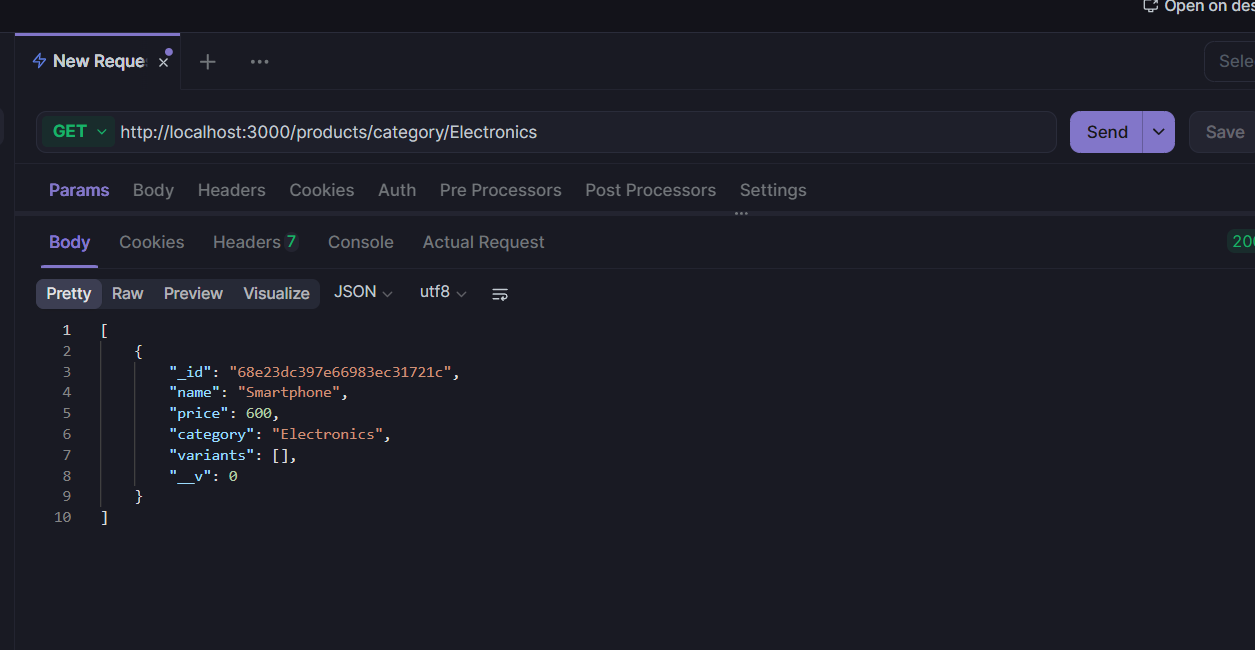 Open on des
New Reque
Sele
GET http://localhost:3000/products/category/Electronics Send Save
Params Body Headers Cookies Auth Pre Processors Post Processors Settings
Body Cookies Headers 7 Console Actual Request 200
Pretty Raw Preview Visualize JSON utf8
1 [
2 {
3 "_id": "68e23dc397e66983ec31721c",
4 "name": "Smartphone",
5 "price": 600,
6 "category": "Electronics",
7 "variants": [],
8 "__v": 0
9 }
10 ]